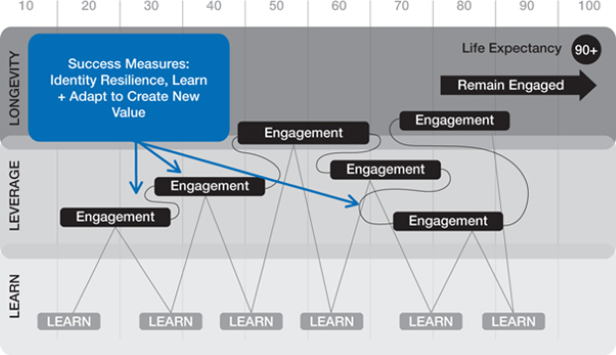 10 20 30 40 50 60 70 80 90 100
LONGEVITY
Success Measures:
Identity Resilience, Learn
+ Adapt to Create New
Value
Life Expectancy 90+
Remain Engaged
Engagement
Engagement
LEVERAGE
Engagement
Engagement
Engagement
Engagement
LEARN
LEARN LEARN LEARN LEARN LEARN LEARN